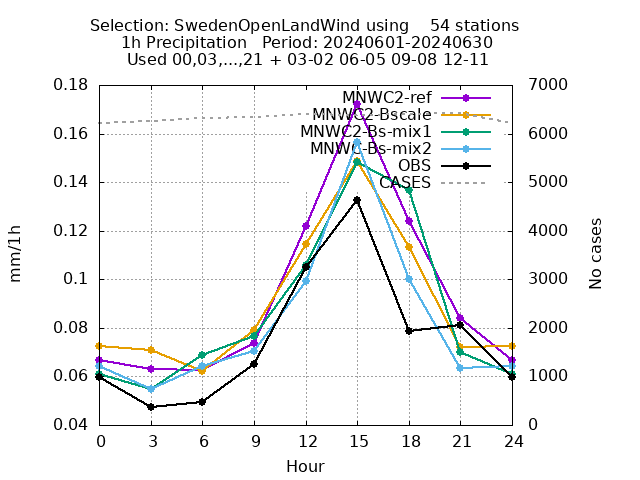 Selection: SwedenOpenLandWind using    54 stations
1h Precipitation   Period: 20240601-20240630
Used 00,03,...,21 + 03-02 06-05 09-08 12-11
0.18
0.16
0.14
0.12
0.1
0.08
0.06
0.04
7000
6000
5000
4000
3000
2000
1000
0
mm/1h
No cases
MNWC2-ref
MNWC2-Bscale
MNWC2-Bs-mix1
MNWC-Bs-mix2
OBS
CASES
0 3 6 9 12 15 18 21 24
Hour